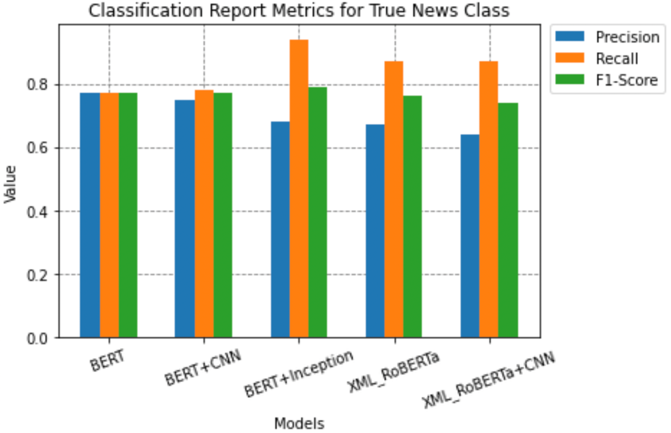 Classification Report Metrics for True News Class
Precision
Recall
F1-Score
Value
0.8
0.6
0.4
0.2
0.0
BERT
BERT+CNN
BERT+Inception
XML_RoBERTa
XML_RoBERTa+CNN
Models